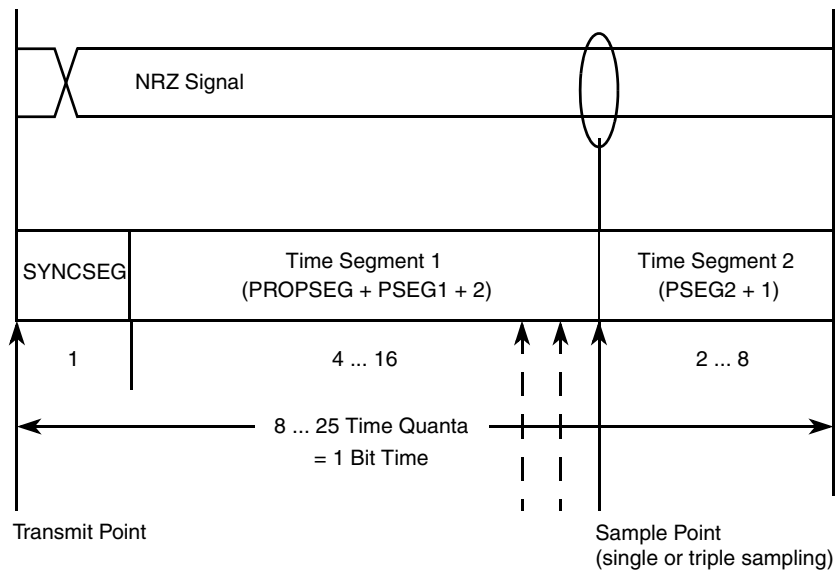 NRZ Signal
SYNCSEG
Time Segment 1
(PROPSEG + PSEG1 + 2)
Time Segment 2
(PSEG2 + 1)
1
4 ... 16
2 ... 8
8 ... 25 Time Quanta
= 1 Bit Time
Transmit Point
Sample Point
(single or triple sampling)